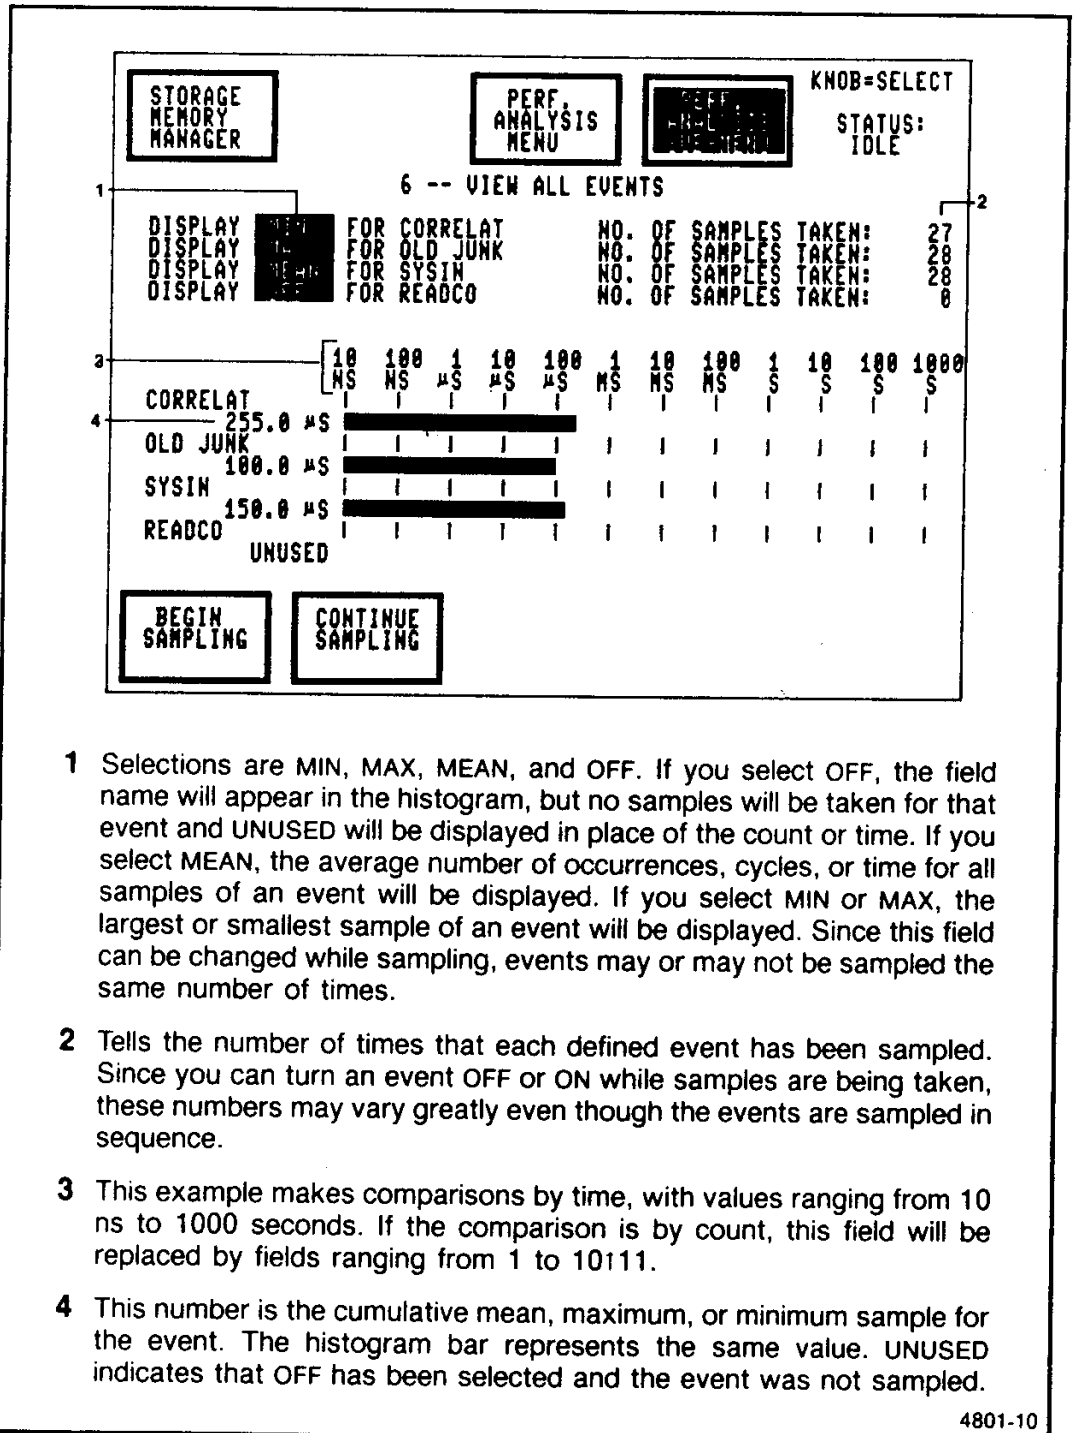 STORAGE
MEMORY
MANAGER
PERF.
ANALYSIS
MENU
KNOB=SELECT
STATUS:
IDLE
6 -- VIEW ALL EVENTS
1
2
DISPLAY FOR CORRELAT NO. OF SAMPLES TAKEN: 27
DISPLAY FOR OLD JUNK NO. OF SAMPLES TAKEN: 28
DISPLAY FOR SYSIN NO. OF SAMPLES TAKEN: 28
DISPLAY FOR READCO NO. OF SAMPLES TAKEN: 0
3
10 100 1 10 100 1 10 100 1 10 100 1000
NS NS µS µS µS MS MS MS S S S S
CORRELAT
4
255.0 µS
OLD JUNK
100.0 µS
SYSIN
150.0 µS
READCO
UNUSED
BEGIN
SAMPLING
CONTINUE
SAMPLING
1 Selections are MIN, MAX, MEAN, and OFF. If you select OFF, the field
name will appear in the histogram, but no samples will be taken for that
event and UNUSED will be displayed in place of the count or time. If you
select MEAN, the average number of occurrences, cycles, or time for all
samples of an event will be displayed. If you select MIN or MAX, the
largest or smallest sample of an event will be displayed. Since this field
can be changed while sampling, events may or may not be sampled the
same number of times.
2 Tells the number of times that each defined event has been sampled.
Since you can turn an event OFF or ON while samples are being taken,
these numbers may vary greatly even though the events are sampled in
sequence.
3 This example makes comparisons by time, with values ranging from 10
ns to 1000 seconds. If the comparison is by count, this field will be
replaced by fields ranging from 1 to 10↑11.
4 This number is the cumulative mean, maximum, or minimum sample for
the event. The histogram bar represents the same value. UNUSED
indicates that OFF has been selected and the event was not sampled.
4801-10